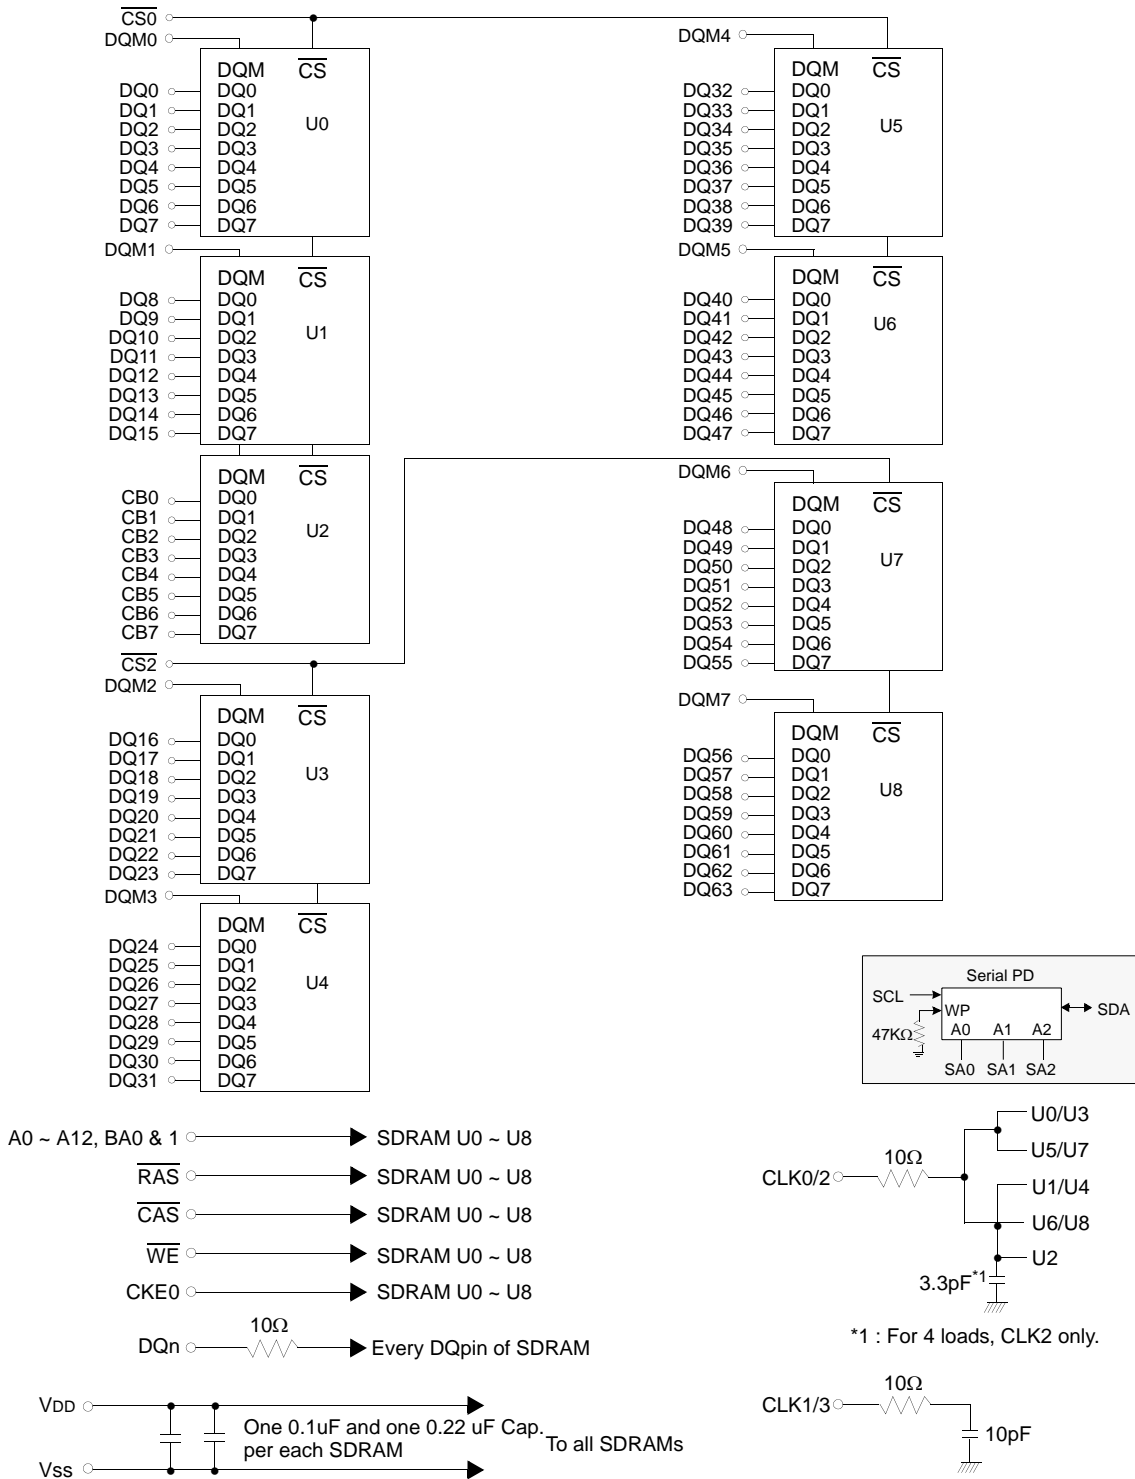 CS0
DQM0
DQM CS
DQ0 DQ0
DQ1 DQ1
DQ2 DQ2
DQ3 DQ3
DQ4 DQ4
DQ5 DQ5
DQ6 DQ6
DQ7 DQ7
U0
DQM1
DQM CS
DQ8 DQ0
DQ9 DQ1
DQ10 DQ2
DQ11 DQ3
DQ12 DQ4
DQ13 DQ5
DQ14 DQ6
DQ15 DQ7
U1
DQM CS
CB0 DQ0
CB1 DQ1
CB2 DQ2
CB3 DQ3
CB4 DQ4
CB5 DQ5
CB6 DQ6
CB7 DQ7
U2
CS2
DQM2
DQM CS
DQ16 DQ0
DQ17 DQ1
DQ18 DQ2
DQ19 DQ3
DQ20 DQ4
DQ21 DQ5
DQ22 DQ6
DQ23 DQ7
U3
DQM3
DQM CS
DQ24 DQ0
DQ25 DQ1
DQ26 DQ2
DQ27 DQ3
DQ28 DQ4
DQ29 DQ5
DQ30 DQ6
DQ31 DQ7
U4
DQM4
DQM CS
DQ32 DQ0
DQ33 DQ1
DQ34 DQ2
DQ35 DQ3
DQ36 DQ4
DQ37 DQ5
DQ38 DQ6
DQ39 DQ7
U5
DQM5
DQM CS
DQ40 DQ0
DQ41 DQ1
DQ42 DQ2
DQ43 DQ3
DQ44 DQ4
DQ45 DQ5
DQ46 DQ6
DQ47 DQ7
U6
DQM6
DQM CS
DQ48 DQ0
DQ49 DQ1
DQ50 DQ2
DQ51 DQ3
DQ52 DQ4
DQ53 DQ5
DQ54 DQ6
DQ55 DQ7
U7
DQM7
DQM CS
DQ56 DQ0
DQ57 DQ1
DQ58 DQ2
DQ59 DQ3
DQ60 DQ4
DQ61 DQ5
DQ62 DQ6
DQ63 DQ7
U8
Serial PD
SCL
WP
SDA
47KΩ
A0 A1 A2
SA0 SA1 SA2
A0 ~ A12, BA0 & 1 SDRAM U0 ~ U8
RAS SDRAM U0 ~ U8
CAS SDRAM U0 ~ U8
WE SDRAM U0 ~ U8
CKE0 SDRAM U0 ~ U8
10Ω
DQn Every DQpin of SDRAM
VDD
One 0.1uF and one 0.22 uF Cap.
per each SDRAM
To all SDRAMs
Vss
U0/U3
10Ω
U5/U7
CLK0/2
U1/U4
U6/U8
U2
3.3pF*1
*1 : For 4 loads, CLK2 only.
10Ω
CLK1/3
10pF